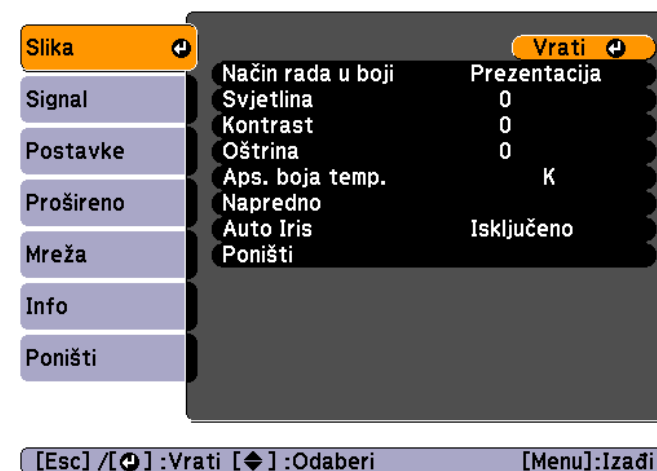 Slika
Signal
Postavke
Prošireno
Mreža
Info
Poništi
Vrati
Način rada u boji Prezentacija
Svjetlina 0
Kontrast 0
Oštrina 0
Aps. boja temp. K
Napredno
Auto Iris Isključeno
Poništi
[Esc] /[ ] :Vrati [ ] :Odaberi [Menu]:Izađi